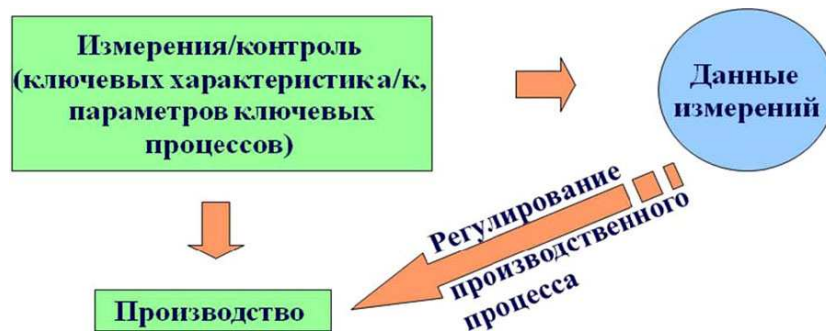 Измерения/контроль
(ключевых характеристик а/к,
параметров ключевых
процессов)
Данные
измерений
Регулирование
производственного
процесса
Производство